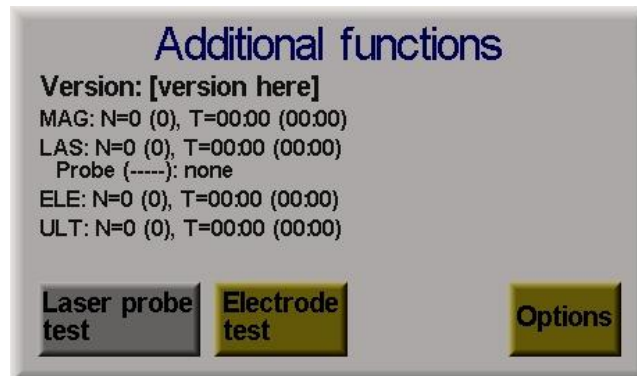 Additional functions
Version: [version here]
MAG: N=0 (0), T=00:00 (00:00)
LAS: N=0 (0), T=00:00 (00:00)
Probe (-----): none
ELE: N=0 (0), T=00:00 (00:00)
ULT: N=0 (0), T=00:00 (00:00)
Laser probe
test
Electrode
test
Options